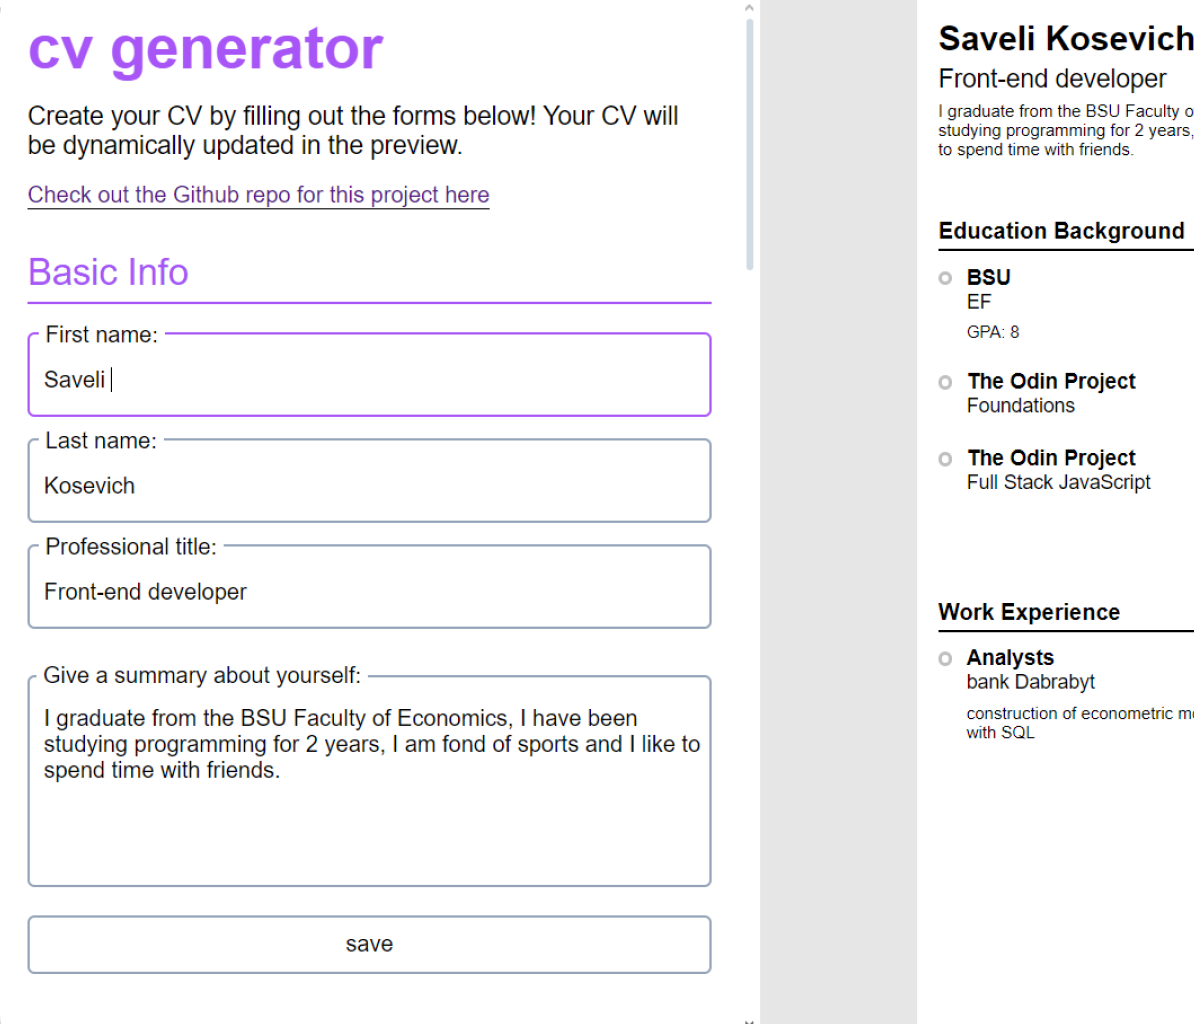 cv generator
Create your CV by filling out the forms below! Your CV will
be dynamically updated in the preview.
Check out the Github repo for this project here
Basic Info
First name:
Saveli
Last name:
Kosevich
Professional title:
Front-end developer
Give a summary about yourself:
I graduate from the BSU Faculty of Economics, I have been
studying programming for 2 years, I am fond of sports and I like to
spend time with friends.
save
Saveli Kosevich
Front-end developer
I graduate from the BSU Faculty o
studying programming for 2 years,
to spend time with friends.
Education Background
BSU
EF
GPA: 8
The Odin Project
Foundations
The Odin Project
Full Stack JavaScript
Work Experience
Analysts
bank Dabrabyt
construction of econometric m
with SQL